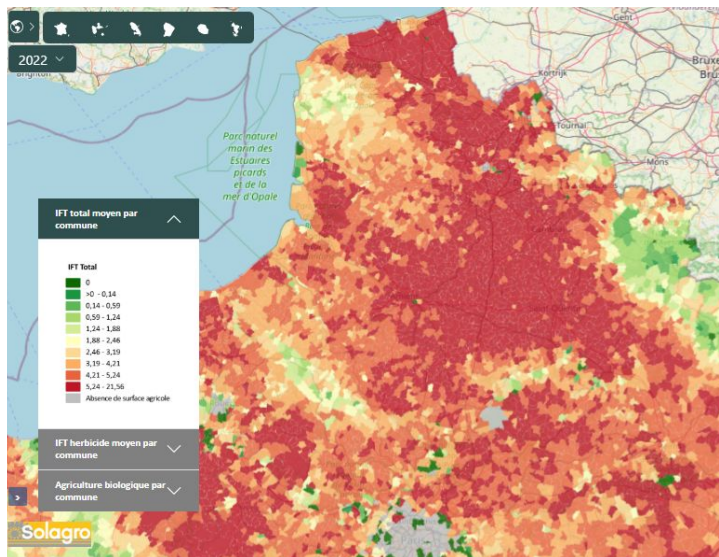 2022
Brighton
Gent
Kortrijk
Bruxe
Bru
Tournai
Mons
Parc naturel
marin des
Estuaires
picards
et de la
mer d'Opale
IFT total moyen par
commune
IFT Total
0
>0 - 0,14
0,14 - 0,59
0,59 - 1,24
1,24 - 1,88
1,88 - 2,46
2,46 - 3,19
3,19 - 4,21
4,21 - 5,24
5,24 - 21,56
Absence de surface agricole
IFT herbicide moyen par
commune
Agriculture biologique par
commune
Solagro